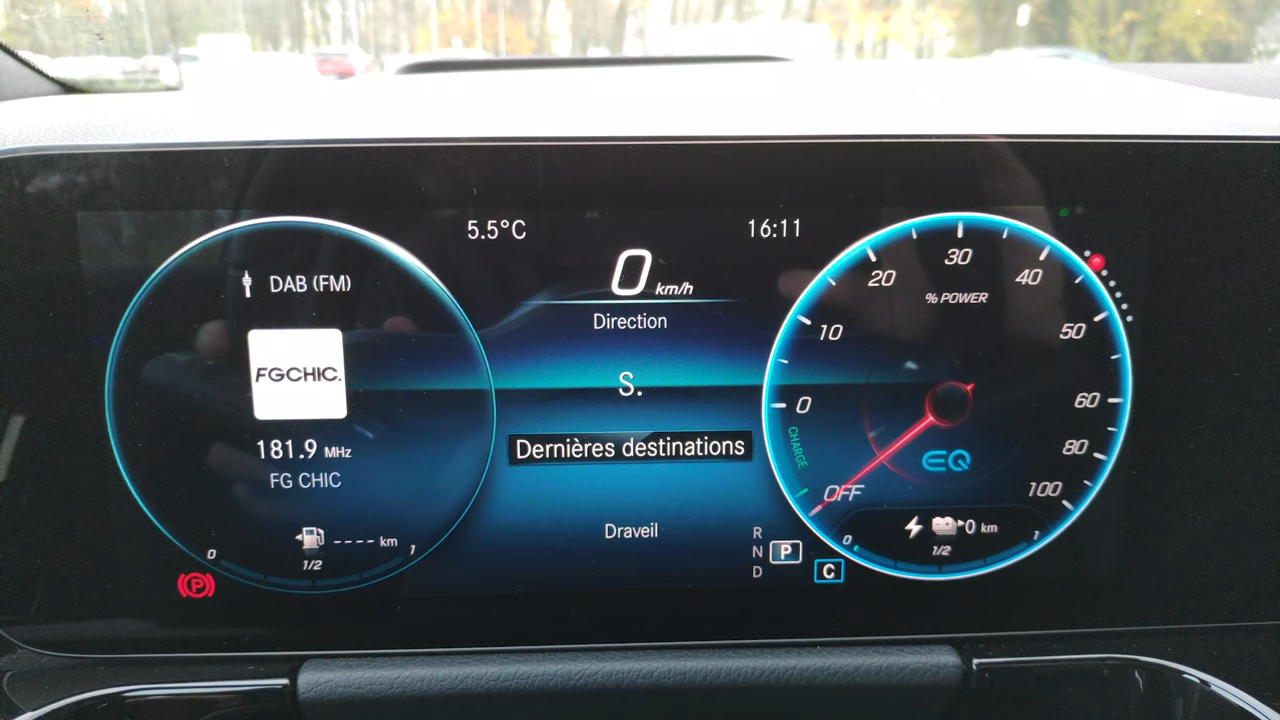 5.5°C
16:11
DAB (FM)
FGCHIC.
181.9 MHz
FG CHIC
---- km
0
1/2
1
P
0 km/h
Direction
S.
Dernières destinations
Draveil
R
N P
D
C
% POWER
OFF
CHARGE
0
10
20
30
40
50
60
80
100
EQ
0 km
0
1/2
1